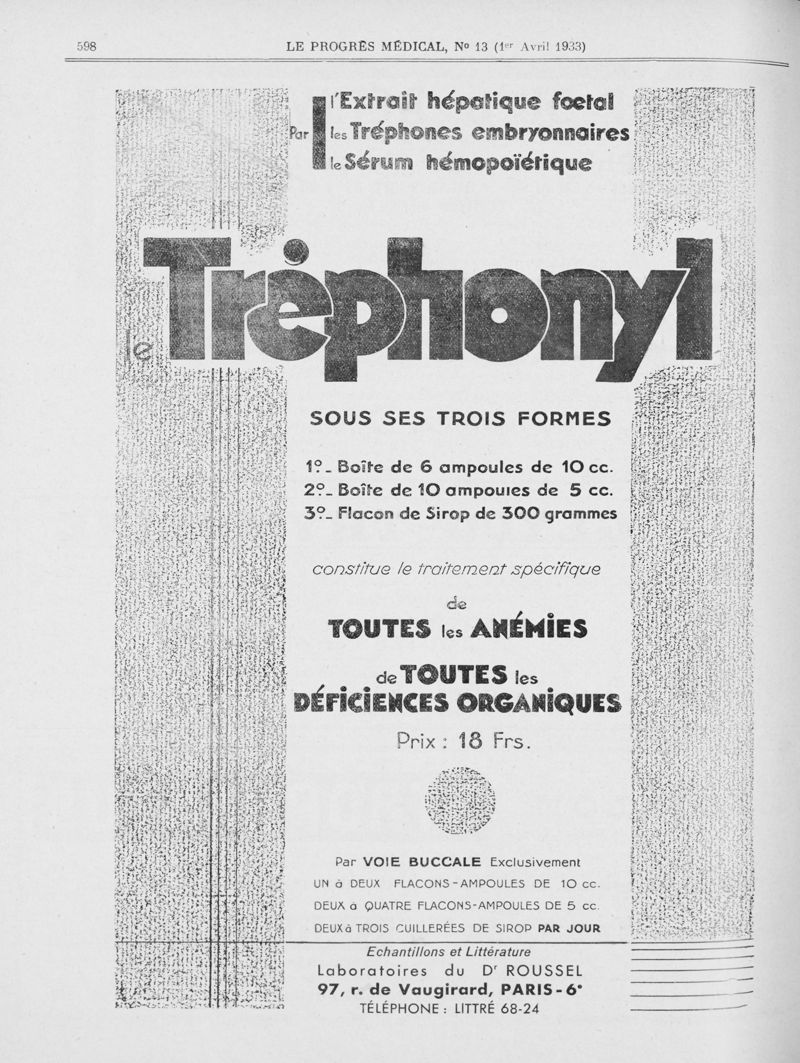 598
LE PROGRÈS MÉDICAL, Nº 13 (1er Avril 1933)
l'Extrait hépatique foetal
Par les Tréphones embryonnaires
le Sérum hémopoïétique
le Tréphonyl
SOUS SES TROIS FORMES
1º_ Boîte de 6 ampoules de 10 cc.
2º_ Boîte de 10 ampoules de 5 cc.
3º_ Flacon de Sirop de 300 grammes
constitue le traitement spécifique
de
TOUTES les ANÉMIES
de TOUTES les
DÉFICIENCES ORGANIQUES
Prix : 18 Frs.
Par VOIE BUCCALE Exclusivement
UN à DEUX FLACONS-AMPOULES DE 10 cc.
DEUX à QUATRE FLACONS-AMPOULES DE 5 cc.
DEUX à TROIS CUILLERÉES DE SIROP PAR JOUR
Echantillons et Littérature
Laboratoires du Dr ROUSSEL
97, r. de Vaugirard, PARIS-6e
TÉLÉPHONE : LITTRÉ 68-24